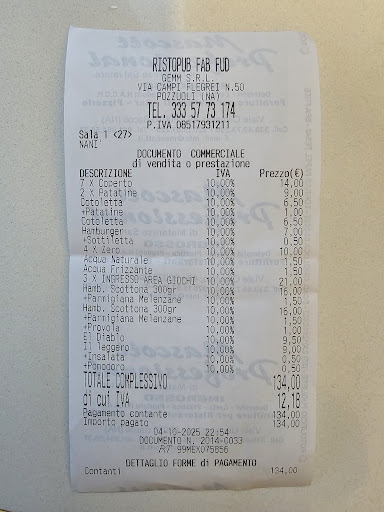 RISTOPUB FAB FUD
GEMM S.R.L.
VIA CAMPI FLEGREI N.50
POZZUOLI (NA)
TEL. 333 57 73 174
P.IVA 08517931211
Sala 1 <27>
NANI'
DOCUMENTO COMMERCIALE
di vendita o prestazione
DESCRIZIONE IVA Prezzo(€)
7 X Coperto 10,00% 14,00
2 X Patatine 10,00% 9,00
Cotoletta 10,00% 6,50
+Patatine 10,00% 1,00
Cotoletta 10,00% 6,50
Hamburger 10,00% 7,00
+Sottiletta 10,00% 0,50
4 X Zero 10,00% 10,00
Acqua Naturale 10,00% 1,50
Acqua Frizzante 10,00% 1,50
3 X INGRESSO AREA GIOCHI 10,00% 21,00
Hamb. Scottona 300gr 10,00% 16,00
+Parmigiana Melenzane 10,00% 1,50
Hamb. Scottona 300gr 10,00% 16,00
+Parmigiana Melenzane 10,00% 1,50
+Provola 10,00% 1,00
El Diablo 10,00% 9,50
Il leggero 10,00% 9,00
+Insalata 10,00% 0,50
+Pomodoro 10,00% 0,50
TOTALE COMPLESSIVO 134,00
di cui IVA 12,18
Pagamento contante 134,00
Importo pagato 134,00
04-10-2025 22:54
DOCUMENTO N. 2014-0033
RT 99MEX075856
DETTAGLIO FORME di PAGAMENTO
Contanti 134,00